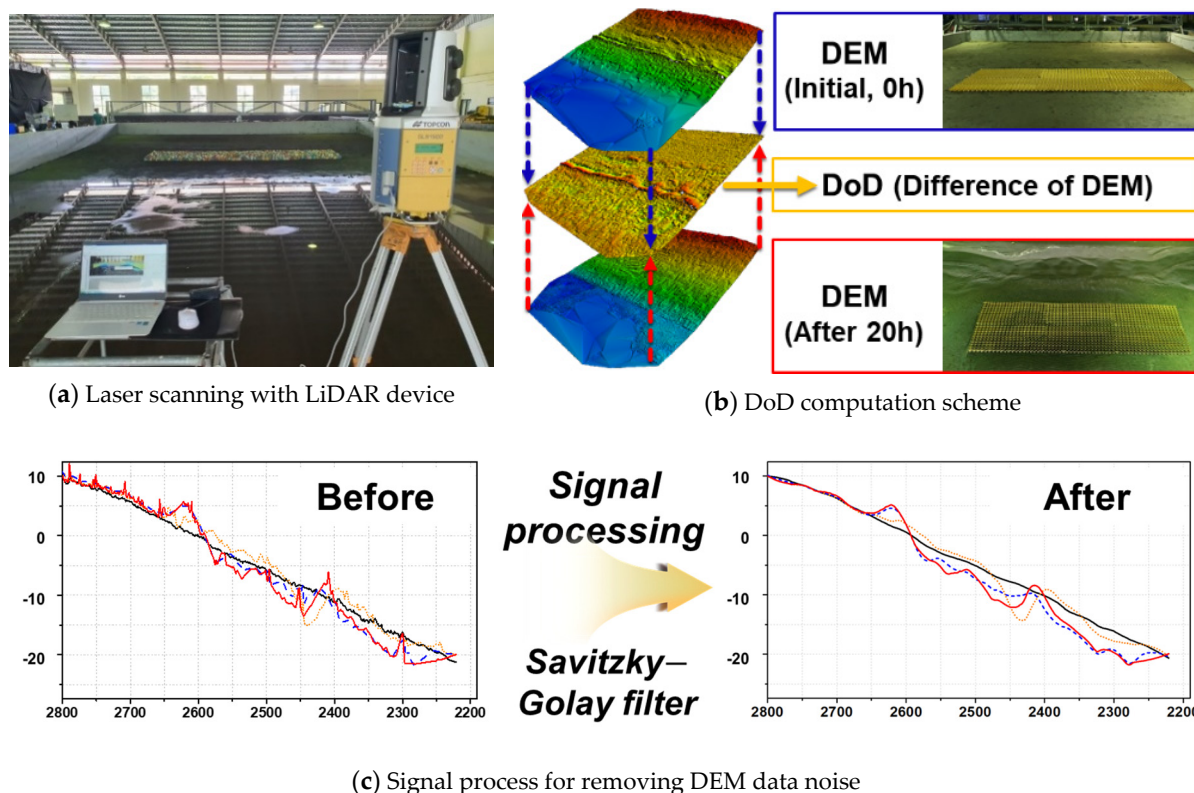 TOPCON
DEM
(Initial, 0h)
DoD (Difference of DEM)
DEM
(After 20h)
(a) Laser scanning with LiDAR device
(b) DoD computation scheme
10
0
-10
-20
2800 2700 2600 2500 2400 2300 2200
Before
Signal
processing
Savitzky–
Golay filter
10
0
-10
-20
2800 2700 2600 2500 2400 2300 2200
After
(c) Signal process for removing DEM data noise